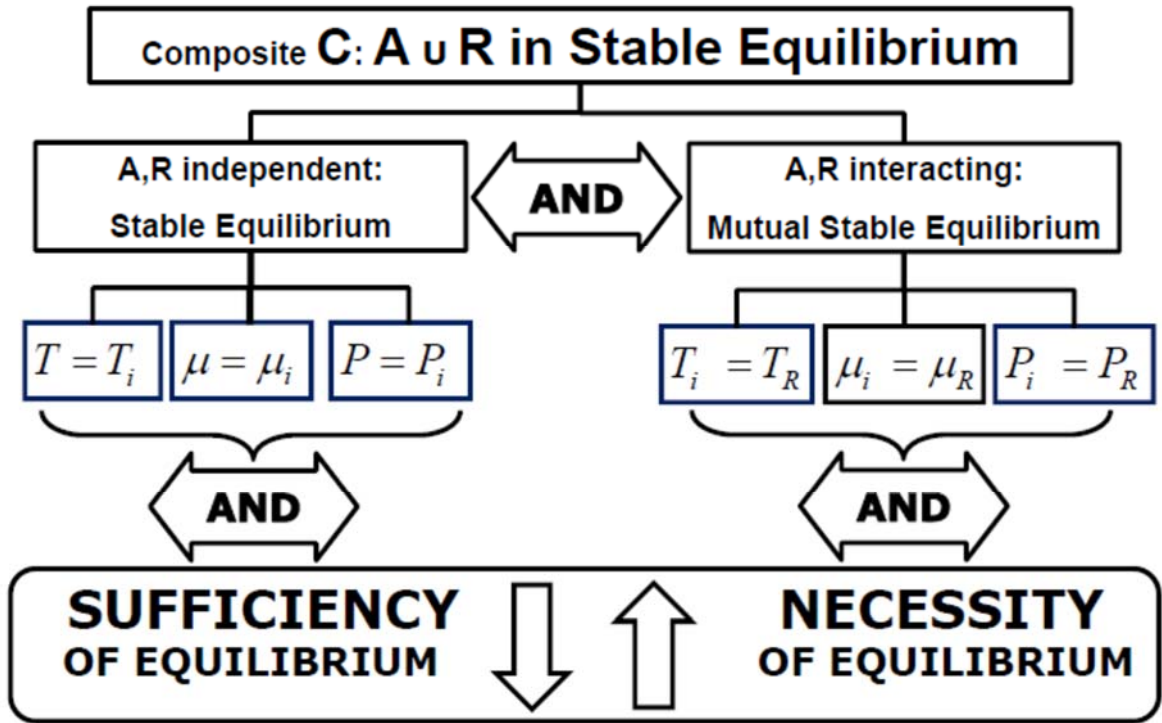 Composite C: A ∪ R in Stable Equilibrium
A,R independent:
Stable Equilibrium
AND
A,R interacting:
Mutual Stable Equilibrium
T = T_i
μ = μ_i
P = P_i
T_i = T_R
μ_i = μ_R
P_i = P_R
AND
AND
SUFFICIENCY
OF EQUILIBRIUM
NECESSITY
OF EQUILIBRIUM